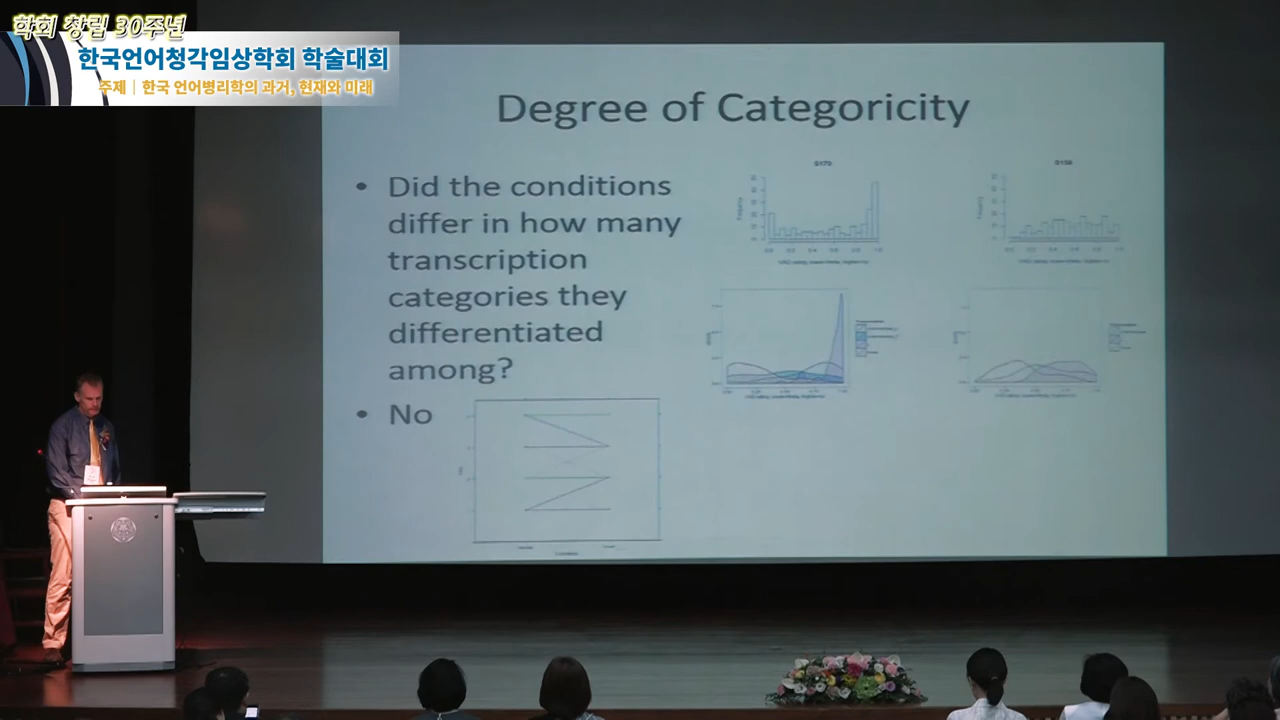 학회 창립 30주년
한국언어청각임상학회 학술대회
주제 | 한국 언어병리학의 과거, 현재와 미래
Degree of Categoricity
• Did the conditions
differ in how many
transcription
categories they
differentiated
among?
• No